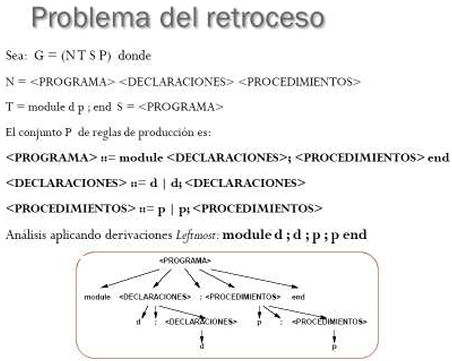 Problema del retroceso
Sea: G = (N T S P) donde
N = <PROGRAMA> <DECLARACIONES> <PROCEDIMIENTOS>
T = module d p ; end S = <PROGRAMA>
El conjunto P de reglas de producción es:
<PROGRAMA> ::= module <DECLARACIONES>; <PROCEDIMIENTOS> end
<DECLARACIONES> ::= d | d; <DECLARACIONES>
<PROCEDIMIENTOS> ::= p | p; <PROCEDIMIENTOS>
Análisis aplicando derivaciones Leftmost: module d ; d ; p ; p end
<PROGRAMA>
module <DECLARACIONES> ; <PROCEDIMIENTOS> end
d ; <DECLARACIONES> p ; <PROCEDIMIENTOS>
d p